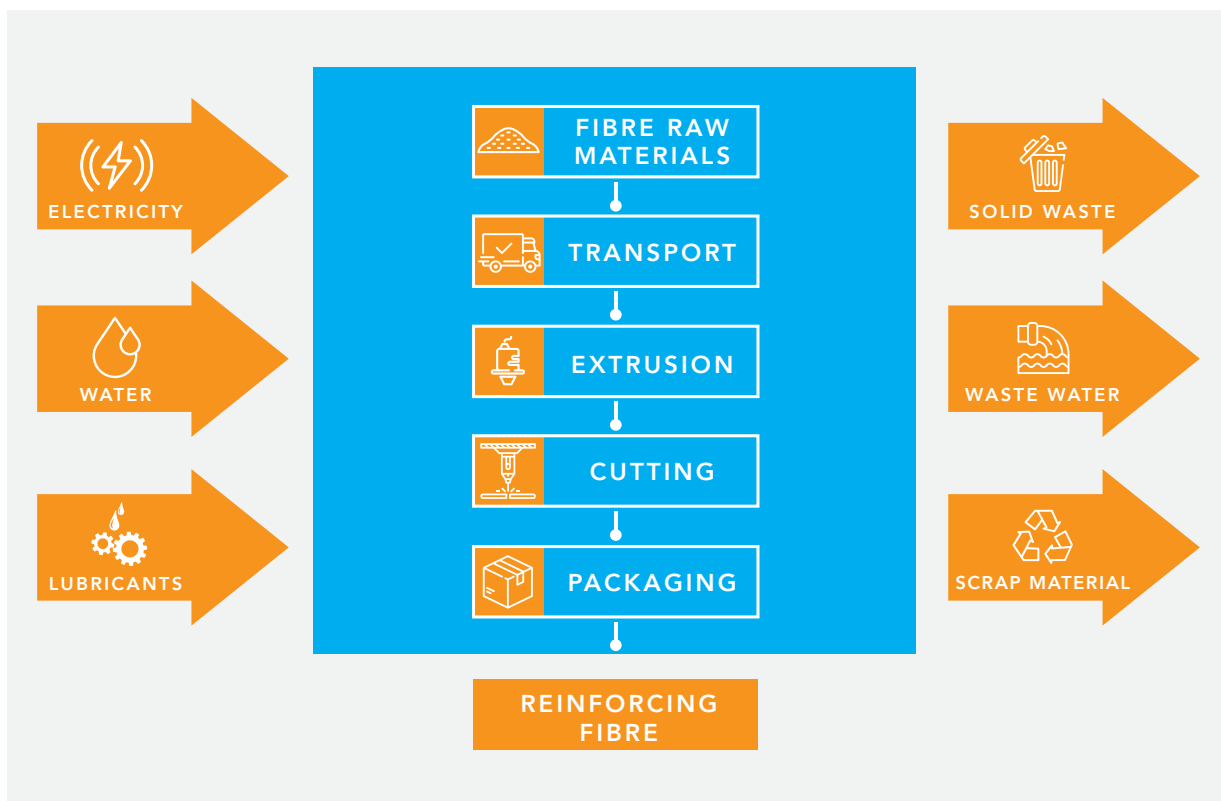 ELECTRICITY
WATER
LUBRICANTS
FIBRE RAW
MATERIALS
TRANSPORT
EXTRUSION
CUTTING
PACKAGING
REINFORCING
FIBRE
SOLID WASTE
WASTE WATER
SCRAP MATERIAL